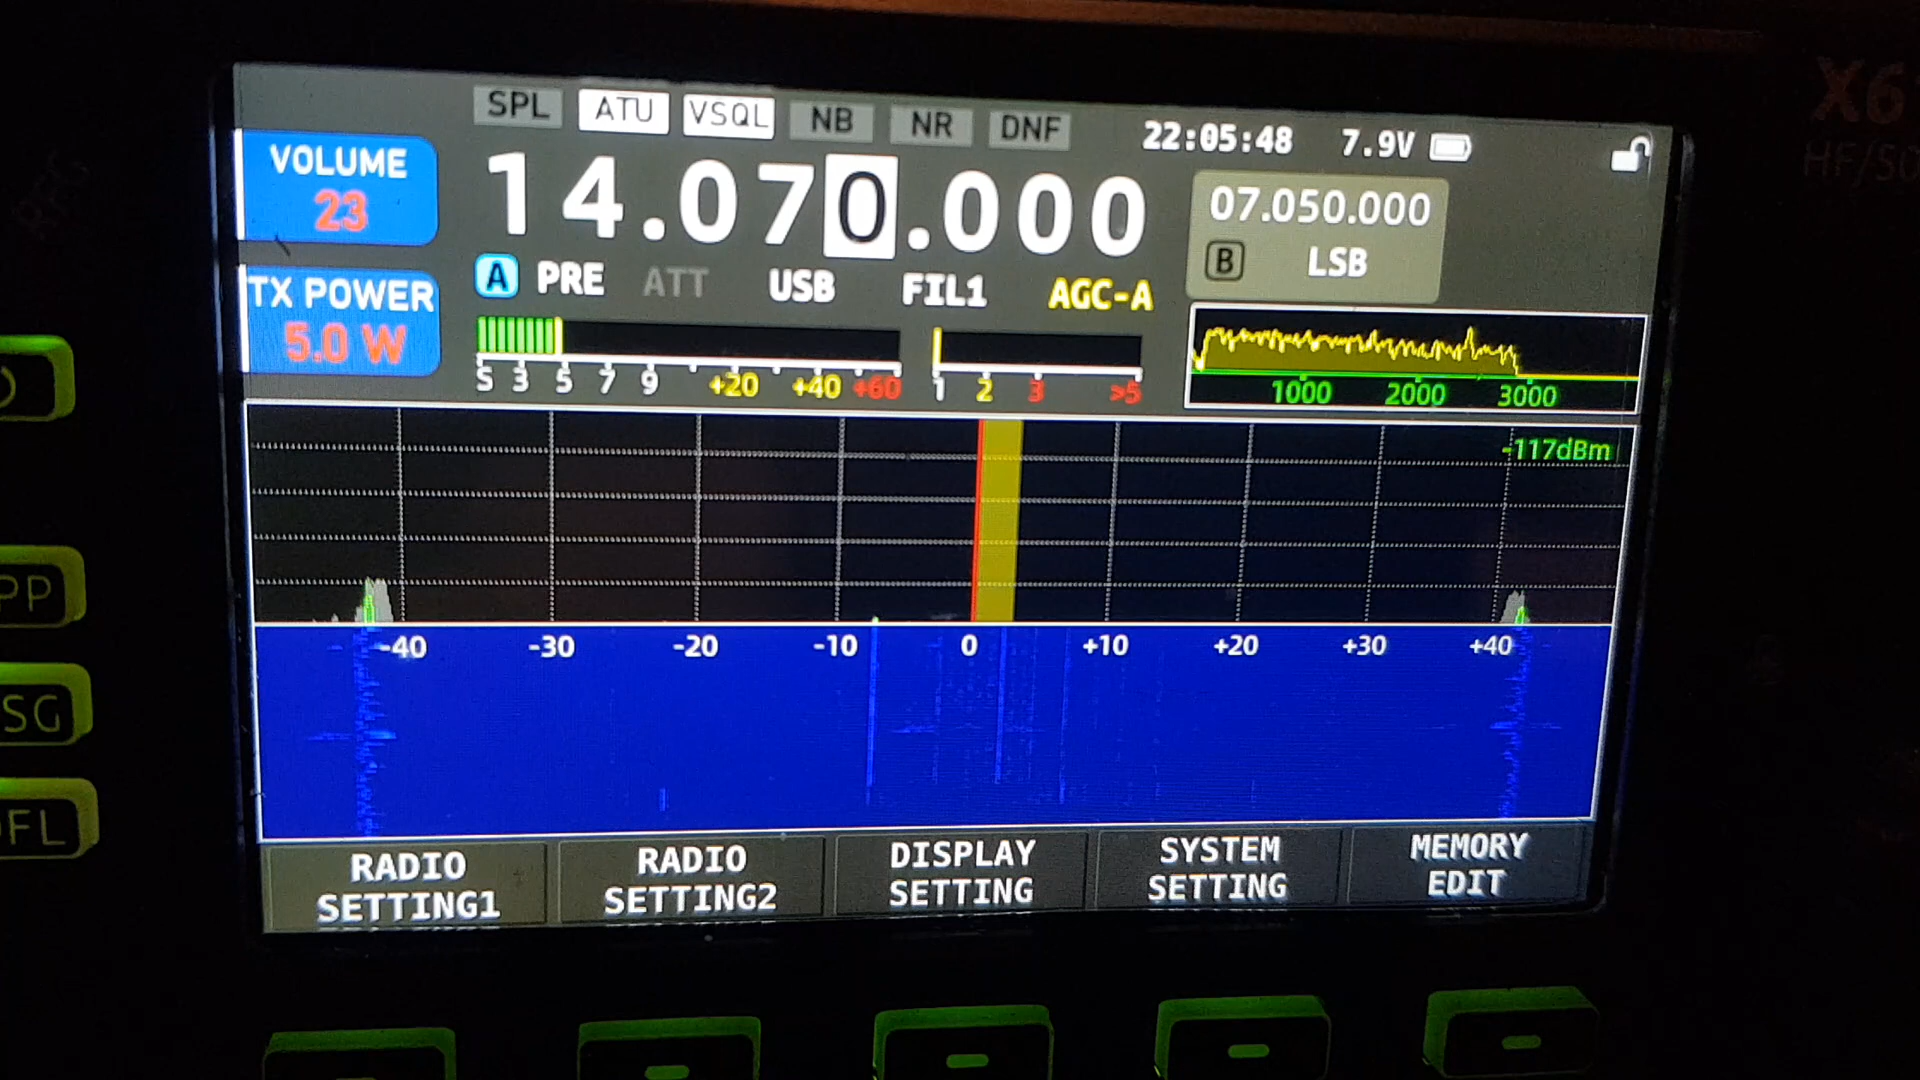 SPL ATU VSQL NB NR DNF 22:05:48 7.9V
X6
HF/50
VOLUME
23
14.070.000
07.050.000
B LSB
A PRE ATT USB FIL1 AGC-A
TX POWER
5.0 W
S 3 5 7 9 +20 +40 +60 1 2 3 >5
1000 2000 3000
-117dBm
-40 -30 -20 -10 0 +10 +20 +30 +40
PP
SG
FL
RADIO
SETTING1
RADIO
SETTING2
DISPLAY
SETTING
SYSTEM
SETTING
MEMORY
EDIT